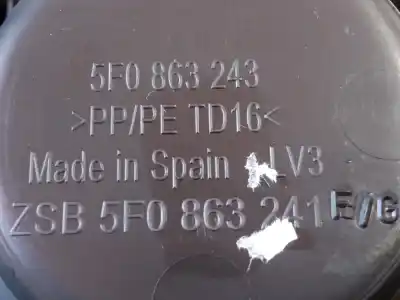 5F0 863 243
>PP/PE TD16<
Made in Spain LV3
ZSB 5F0 863 241 E/G